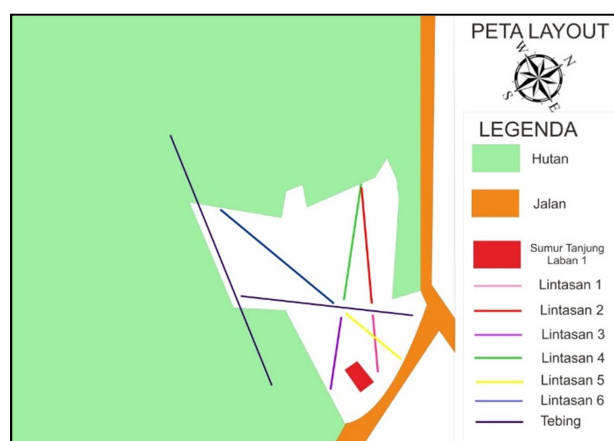 PETA LAYOUT
W
N
S
E
LEGENDA
Hutan
Jalan
Sumur Tanjung
Laban 1
Lintasan 1
Lintasan 2
Lintasan 3
Lintasan 4
Lintasan 5
Lintasan 6
Tebing